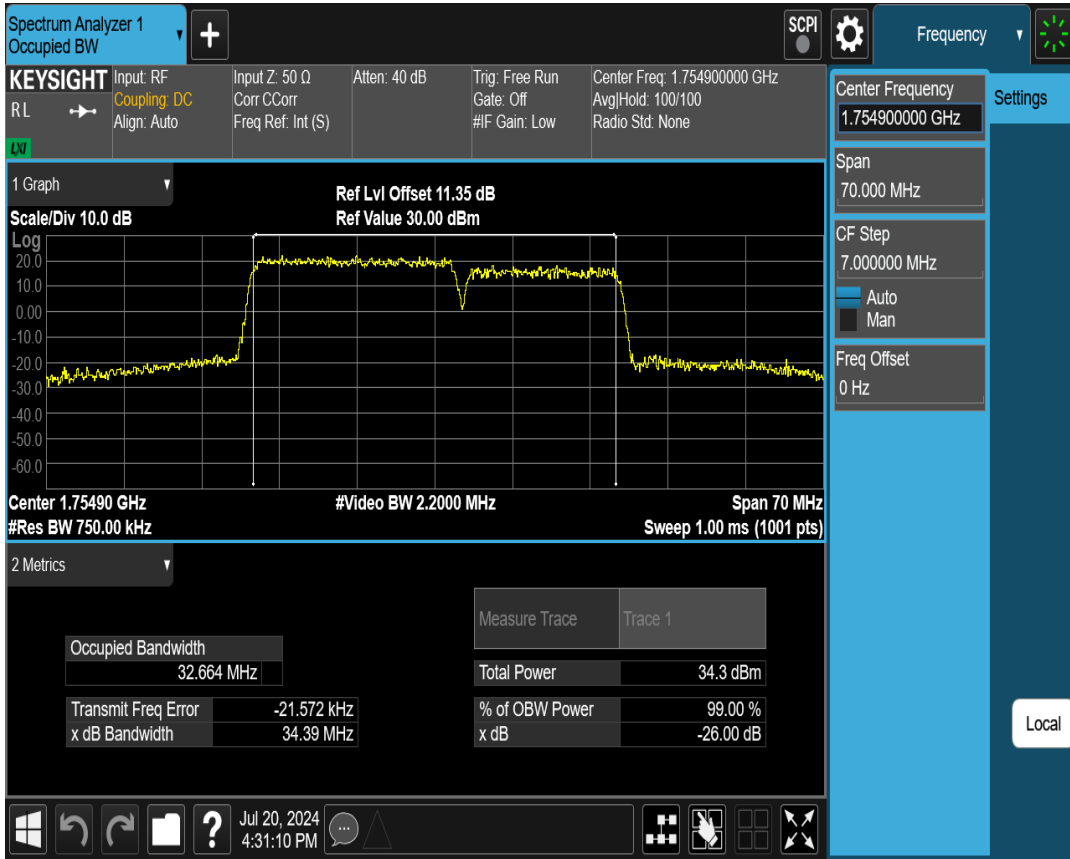 Spectrum Analyzer 1
Occupied BW
+
SCPI
Frequency
KEYSIGHT
RL
LXI
Input: RF
Coupling: DC
Align: Auto
Input Z: 50 Ω
Corr CCorr
Freq Ref: Int (S)
Atten: 40 dB
Trig: Free Run
Gate: Off
#IF Gain: Low
Center Freq: 1.754900000 GHz
Avg|Hold: 100/100
Radio Std: None
Center Frequency
1.754900000 GHz
Settings
Span
70.000 MHz
CF Step
7.000000 MHz
Auto
Man
Freq Offset
0 Hz
Local
1 Graph
Scale/Div 10.0 dB
Ref Lvl Offset 11.35 dB
Ref Value 30.00 dBm
Log
20.0
10.0
0.00
-10.0
-20.0
-30.0
-40.0
-50.0
-60.0
Center 1.75490 GHz
#Video BW 2.2000 MHz
Span 70 MHz
#Res BW 750.00 kHz
Sweep 1.00 ms (1001 pts)
2 Metrics
Measure Trace
Trace 1
Occupied Bandwidth
32.664 MHz
Total Power
34.3 dBm
Transmit Freq Error
-21.572 kHz
% of OBW Power
99.00 %
x dB Bandwidth
34.39 MHz
x dB
-26.00 dB
?
Jul 20, 2024
4:31:10 PM